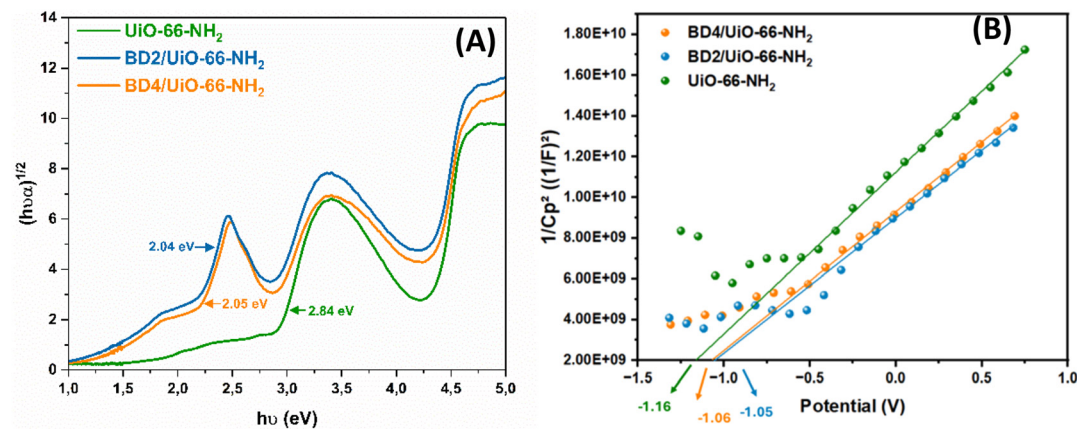 (A)
UiO-66-NH₂
BD2/UiO-66-NH₂
BD4/UiO-66-NH₂
14
12
10
8
6
4
2
0
(hυα)¹ᐟ²
2.04 eV
2.05 eV
2.84 eV
1,0
1,5
2,0
2,5
3,0
3,5
4,0
4,5
5,0
hυ (eV)
(B)
BD4/UiO-66-NH₂
BD2/UiO-66-NH₂
UiO-66-NH₂
1.80E+10
1.60E+10
1.40E+10
1.20E+10
1.00E+10
8.00E+09
6.00E+09
4.00E+09
2.00E+09
1/Cp² ((1/F)²)
−1.5
−1.0
−0.5
0.0
0.5
1.0
Potential (V)
-1.16
-1.06
-1.05